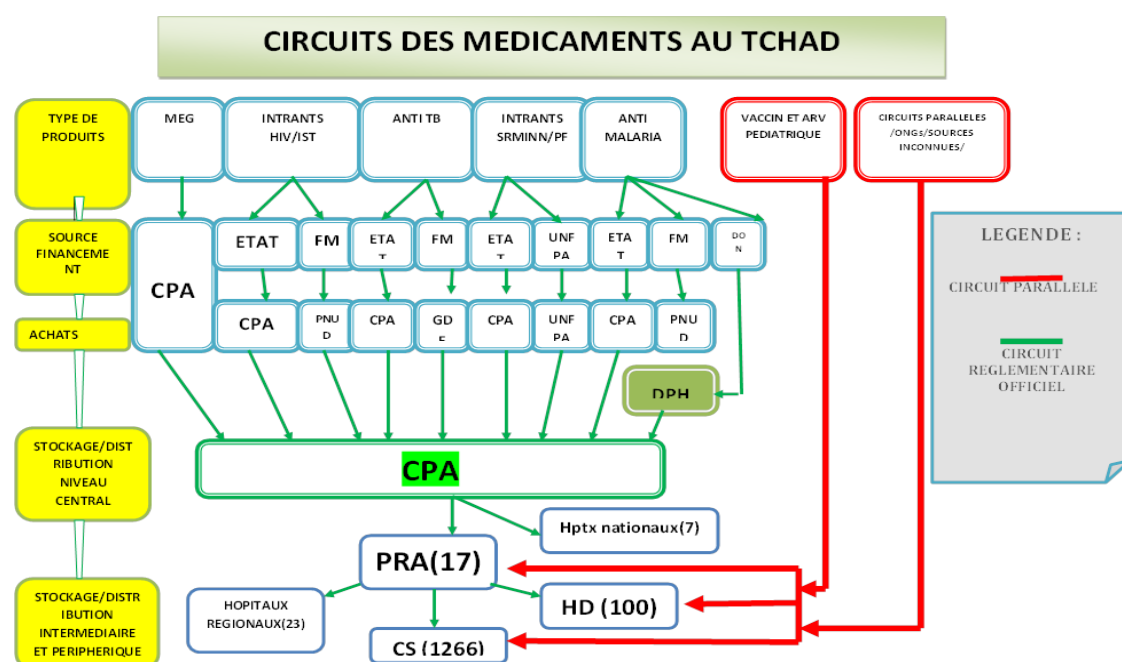 CIRCUITS DES MEDICAMENTS AU TCHAD
TYPE DE
PRODUITS
MEG
INTRANTS
HIV/IST
ANTI TB
INTRANTS
SRMINN/PF
ANTI
MALARIA
VACCIN ET ARV
PEDIATRIQUE
CIRCUITS PARALLELES
/ONGs/SOURCES
INCONNUES/
SOURCE
FINANCEME
NT
CPA
ETAT
FM
ETA
T
FM
ETA
T
UNF
PA
ETA
T
FM
DO
N
ACHATS
CPA
PNU
D
CPA
GD
CPA
UNF
PA
CPA
PNU
D
DPH
LEGENDE :
CIRCUIT PARALLELE
CIRCUIT
REGLEMENTAIRE
OFFICIEL
STOCKAGE/DIST
RIBUTION
NIVEAU
CENTRAL
CPA
Hptx nationaux(7)
PRA(17)
STOCKAGE/DISTR
IBUTION
INTERMEDIAIRE
ET PERIPHERIQUE
HOPITAUX
REGIONAUX(23)
HD (100)
CS (1266)